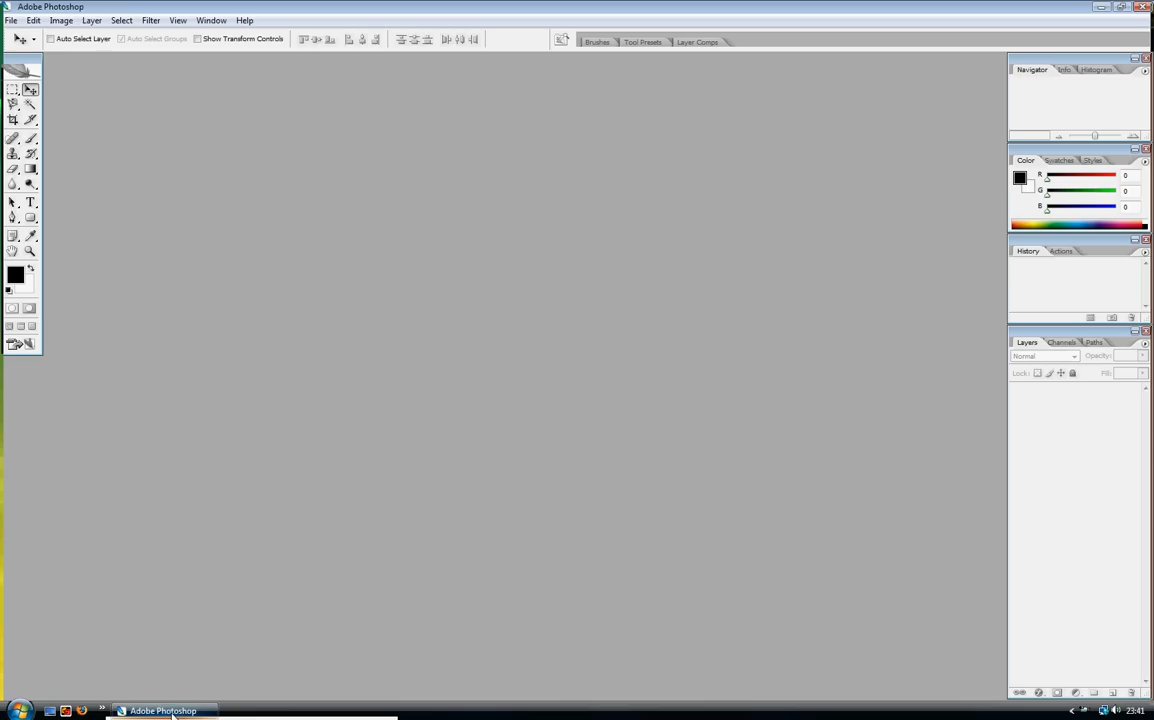 Adobe Photoshop
File Edit Image Layer Select Filter View Window Help
Auto Select Layer Auto Select Groups Show Transform Controls Brushes Tool Presets Layer Comps
Navigator Info Histogram
Color Swatches Styles
R 0
G 0
B 0
History Actions
Layers Channels Paths
Normal Opacity:
Lock: Fill:
Adobe Photoshop 23:41